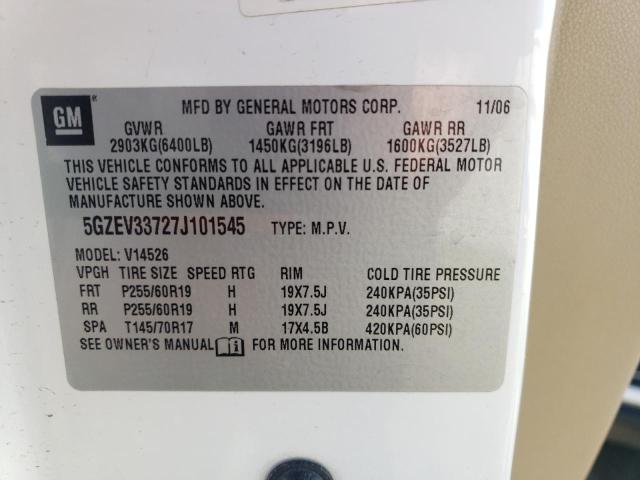 GM ® MFD BY GENERAL MOTORS CORP. 11/06
GVWR GAWR FRT GAWR RR
2903KG(6400LB) 1450KG(3196LB) 1600KG(3527LB)
THIS VEHICLE CONFORMS TO ALL APPLICABLE U.S. FEDERAL MOTOR
VEHICLE SAFETY STANDARDS IN EFFECT ON THE DATE OF
MANUFACTURE SHOWN ABOVE.
5GZEV33727J101545 TYPE: M.P.V.
MODEL: V14526
VPGH TIRE SIZE SPEED RTG RIM COLD TIRE PRESSURE
FRT P255/60R19 H 19X7.5J 240KPA(35PSI)
RR P255/60R19 H 19X7.5J 240KPA(35PSI)
SPA T145/70R17 M 17X4.5B 420KPA(60PSI)
SEE OWNER'S MANUAL i FOR MORE INFORMATION.